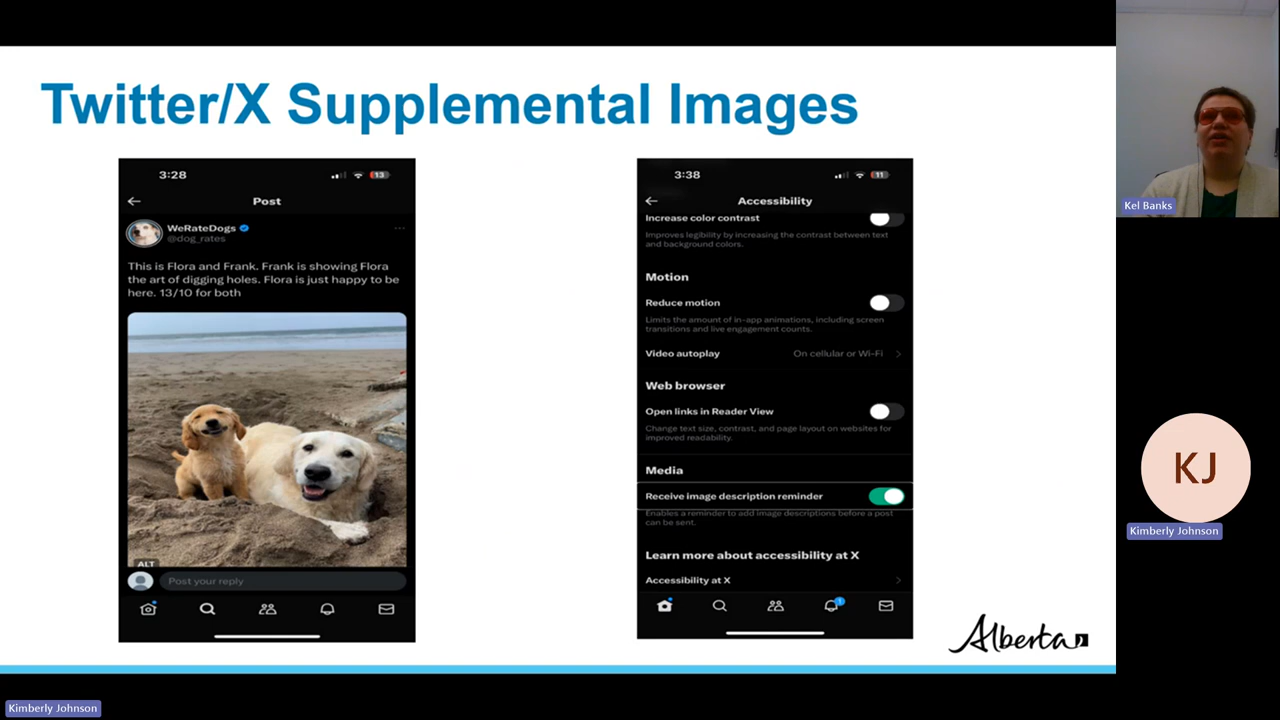 Twitter/X Supplemental Images
3:28
13
Post
WeRateDogs
@dog_rates
This is Flora and Frank. Frank is showing Flora
the art of digging holes. Flora is just happy to be
here. 13/10 for both
ALT
Post your reply
3:38
11
Accessibility
Increase color contrast
Improves legibility by increasing the contrast between text
and background colors.
Motion
Reduce motion
Limits the amount of in-app animations, including screen
transitions and live engagement counts.
Video autoplay On cellular or Wi-Fi
Web browser
Open links in Reader View
Change text size, contrast, and page layout on websites for
improved readability.
Media
Receive image description reminder
Enables a reminder to add image descriptions before a post
can be sent.
Learn more about accessibility at X
Accessibility at X
1
Alberta
Kel Banks
KJ
Kimberly Johnson
Kimberly Johnson